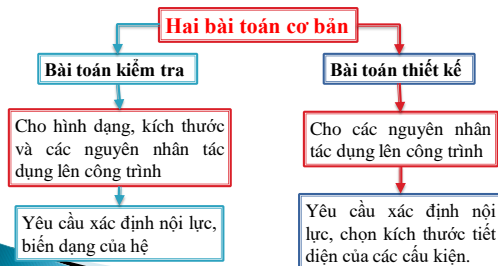 Hai bài toán cơ bản
Bài toán kiểm tra
Cho hình dạng, kích thước
và các nguyên nhân tác
dụng lên công trình
Yêu cầu xác định nội lực,
biến dạng của hệ
Bài toán thiết kế
Cho các nguyên nhân
tác dụng lên công trình
Yêu cầu xác định nội
lực, chọn kích thước tiết
diện của các cấu kiện.